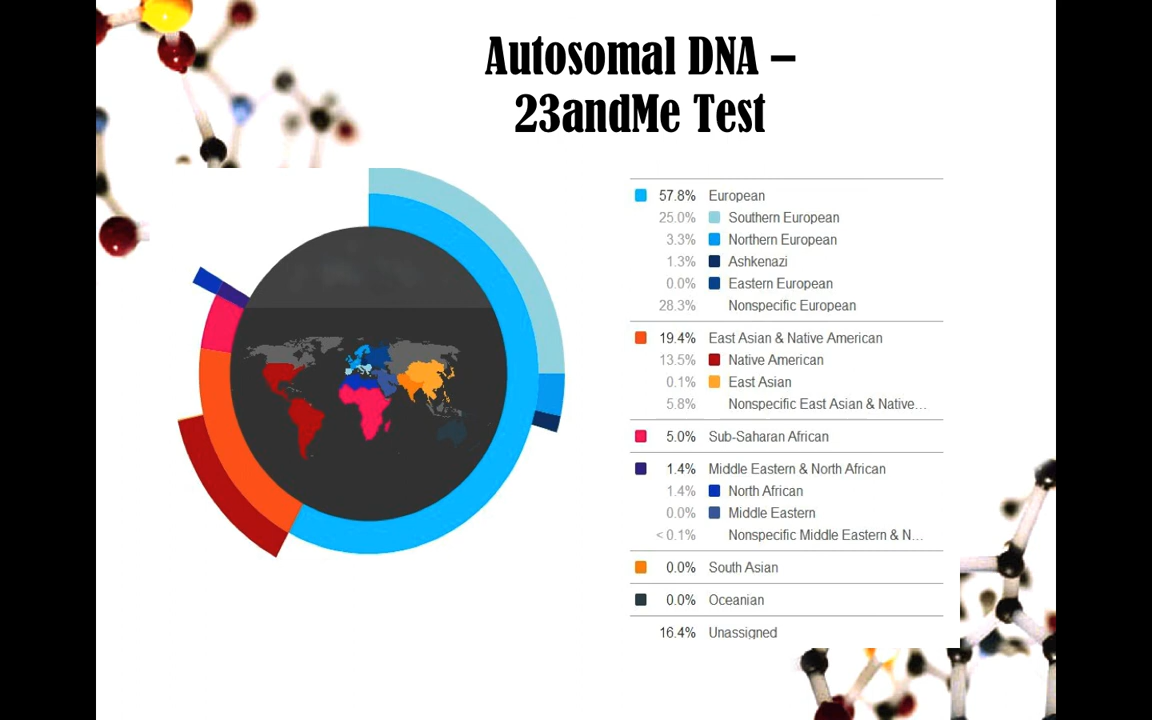 Autosomal DNA –
23andMe Test
57.8% European
25.0% Southern European
3.3% Northern European
1.3% Ashkenazi
0.0% Eastern European
28.3% Nonspecific European
19.4% East Asian & Native American
13.5% Native American
0.1% East Asian
5.8% Nonspecific East Asian & Native...
5.0% Sub-Saharan African
1.4% Middle Eastern & North African
1.4% North African
0.0% Middle Eastern
< 0.1% Nonspecific Middle Eastern & N...
0.0% South Asian
0.0% Oceanian
16.4% Unassigned